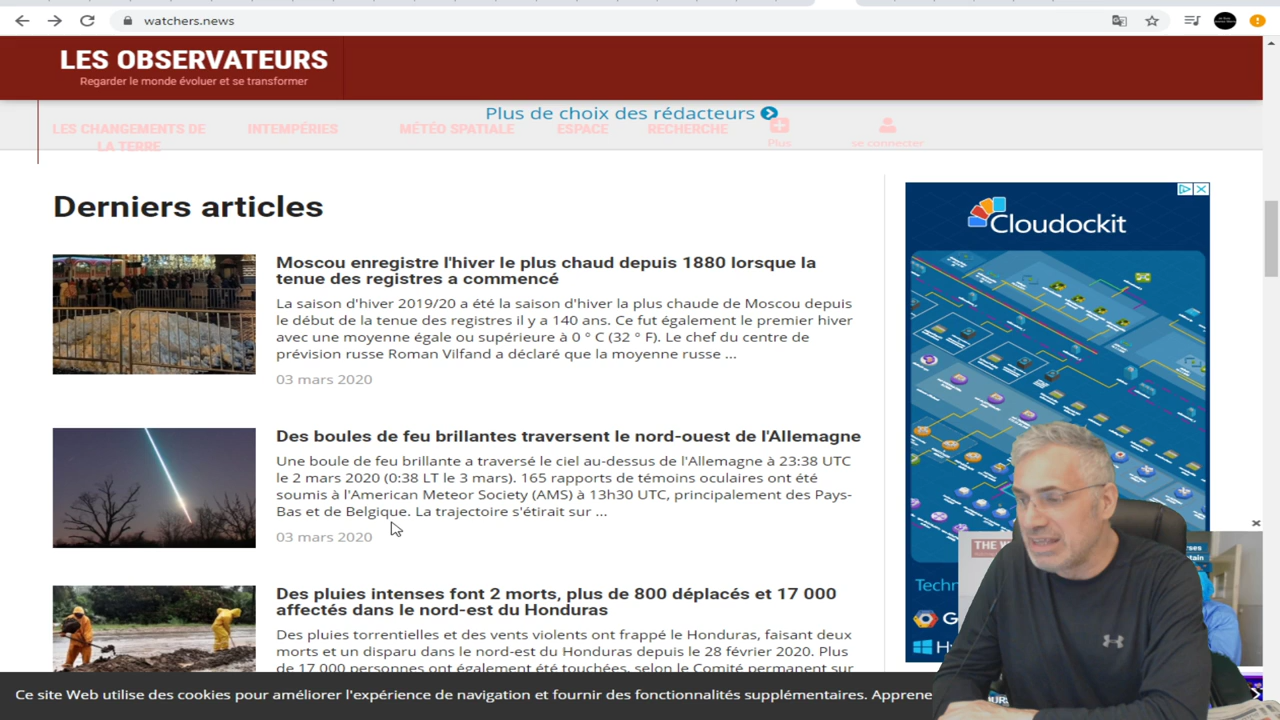 watchers.news
LES OBSERVATEURS
Regarder le monde évoluer et se transformer
Plus de choix des rédacteurs
LES CHANGEMENTS DE
LA TERRE
INTEMPÉRIES
MÉTÉO SPATIALE
ESPACE
RECHERCHE
Plus
se connecter
Derniers articles
Moscou enregistre l'hiver le plus chaud depuis 1880 lorsque la
tenue des registres a commencé
La saison d'hiver 2019/20 a été la saison d'hiver la plus chaude de Moscou depuis
le début de la tenue des registres il y a 140 ans. Ce fut également le premier hiver
avec une moyenne égale ou supérieure à 0 ° C (32 ° F). Le chef du centre de
prévision russe Roman Vilfand a déclaré que la moyenne russe ...
03 mars 2020
Des boules de feu brillantes traversent le nord-ouest de l'Allemagne
Une boule de feu brillante a traversé le ciel au-dessus de l'Allemagne à 23:38 UTC
le 2 mars 2020 (0:38 LT le 3 mars). 165 rapports de témoins oculaires ont été
soumis à l'American Meteor Society (AMS) à 13h30 UTC, principalement des Pays-
Bas et de Belgique. La trajectoire s'étirait sur ...
03 mars 2020
Des pluies intenses font 2 morts, plus de 800 déplacés et 17 000
affectés dans le nord-est du Honduras
Des pluies torrentielles et des vents violents ont frappé le Honduras, faisant deux
morts et un disparu dans le nord-est du Honduras depuis le 28 février 2020. Plus
de 17 000 personnes ont également été touchées, selon le Comité permanent sur
Ce site Web utilise des cookies pour améliorer l'expérience de navigation et fournir des fonctionnalités supplémentaires. Apprene
Cloudockit
Techn
G
H
THE W